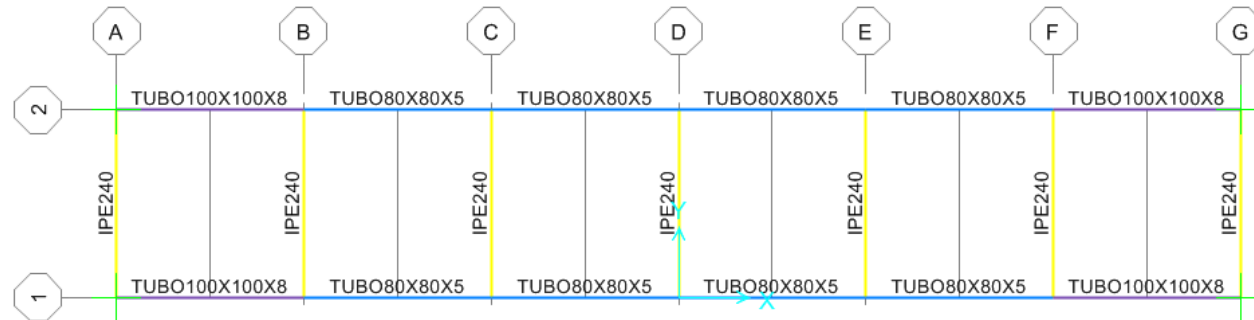 A B C D E F G
2 TUBO100X100X8 TUBO80X80X5 TUBO80X80X5 TUBO80X80X5 TUBO80X80X5 TUBO100X100X8
IPE240 IPE240 IPE240 IPE240 IPE240 IPE240 IPE240
Y
1 TUBO100X100X8 TUBO80X80X5 TUBO80X80X5 TUBO80X80X5 TUBO80X80X5 TUBO100X100X8
X